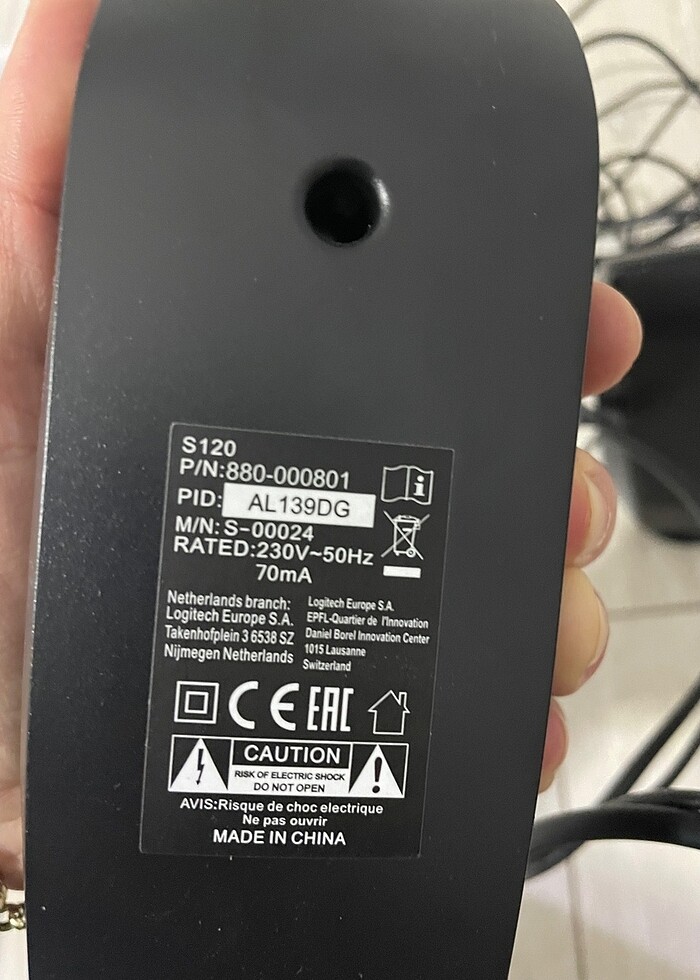 S120
P/N:880-000801
PID: AL139DG
M/N: S-00024
RATED:230V~50Hz
70mA
Netherlands branch:
Logitech Europe S.A.
Takenhofplein 3 6538 SZ
Nijmegen Netherlands
Logitech Europe S.A.
EPFL-Quartier de l'Innovation
Daniel Borel Innovation Center
1015 Lausanne
Switzerland
CE EAC
CAUTION
RISK OF ELECTRIC SHOCK
DO NOT OPEN
AVIS:Risque de choc electrique
Ne pas ouvrir
MADE IN CHINA